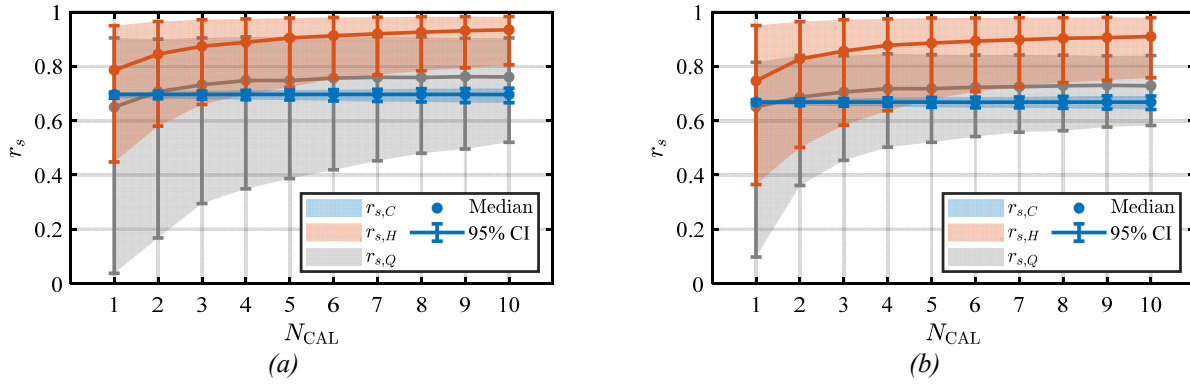 1
0.8
0.6
0.4
0.2
0
r_s
1 2 3 4 5 6 7 8 9 10
N_CAL
r_{s,C}
r_{s,H}
r_{s,Q}
Median
95% CI
(a)
1
0.8
0.6
0.4
0.2
0
r_s
1 2 3 4 5 6 7 8 9 10
N_CAL
r_{s,C}
r_{s,H}
r_{s,Q}
Median
95% CI
(b)